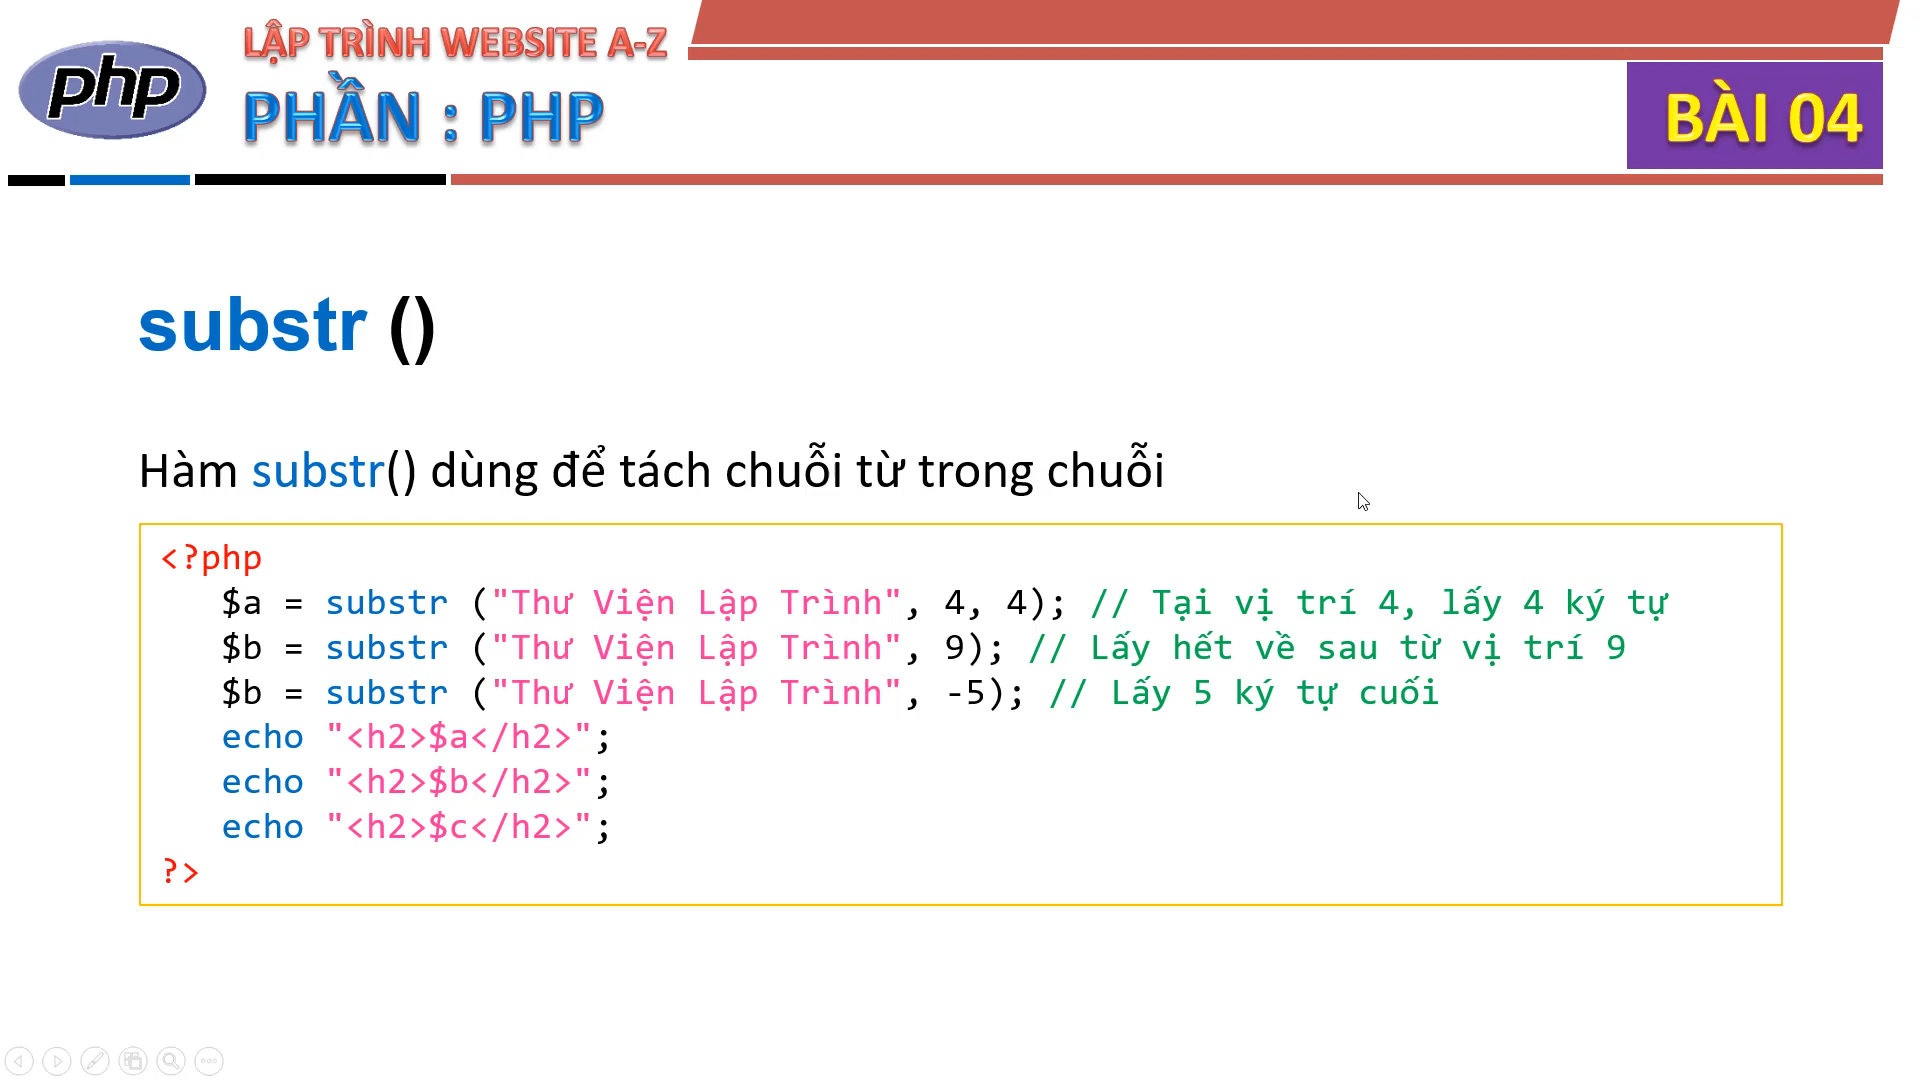 php
LẬP TRÌNH WEBSITE A-Z
PHẦN : PHP
BÀI 04
substr ()
Hàm substr() dùng để tách chuỗi từ trong chuỗi
<?php
$a = substr ("Thư Viện Lập Trình", 4, 4); // Tại vị trí 4, lấy 4 ký tự
$b = substr ("Thư Viện Lập Trình", 9); // Lấy hết về sau từ vị trí 9
$b = substr ("Thư Viện Lập Trình", -5); // Lấy 5 ký tự cuối
echo "<h2>$a</h2>";
echo "<h2>$b</h2>";
echo "<h2>$c</h2>";
?>